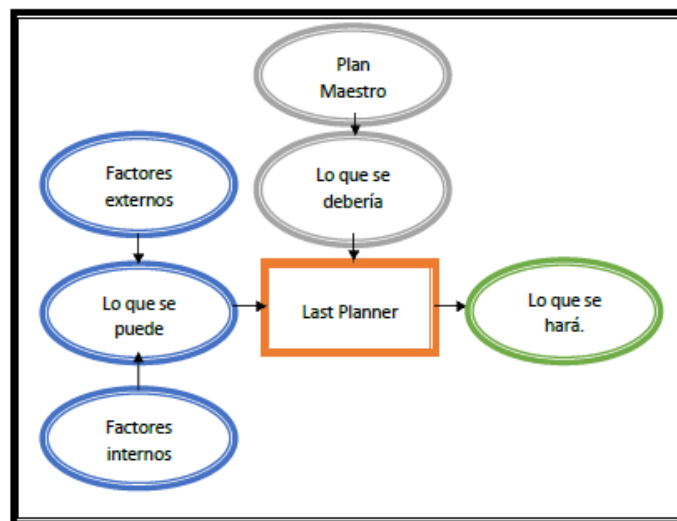 Plan
Maestro
Factores
externos
Lo que se
debería
Lo que se
puede
Last Planner
Lo que se
hará.
Factores
internos